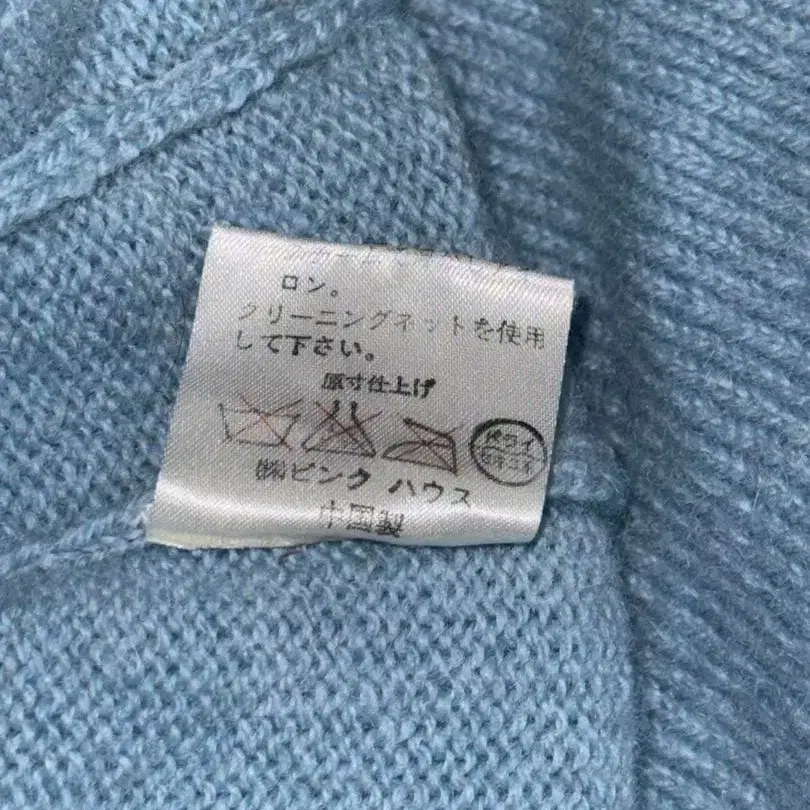 ロン。
クリーニングネットを使用
して下さい。
原寸仕上げ
ドライ
㈱ピンク ハウス
中国製